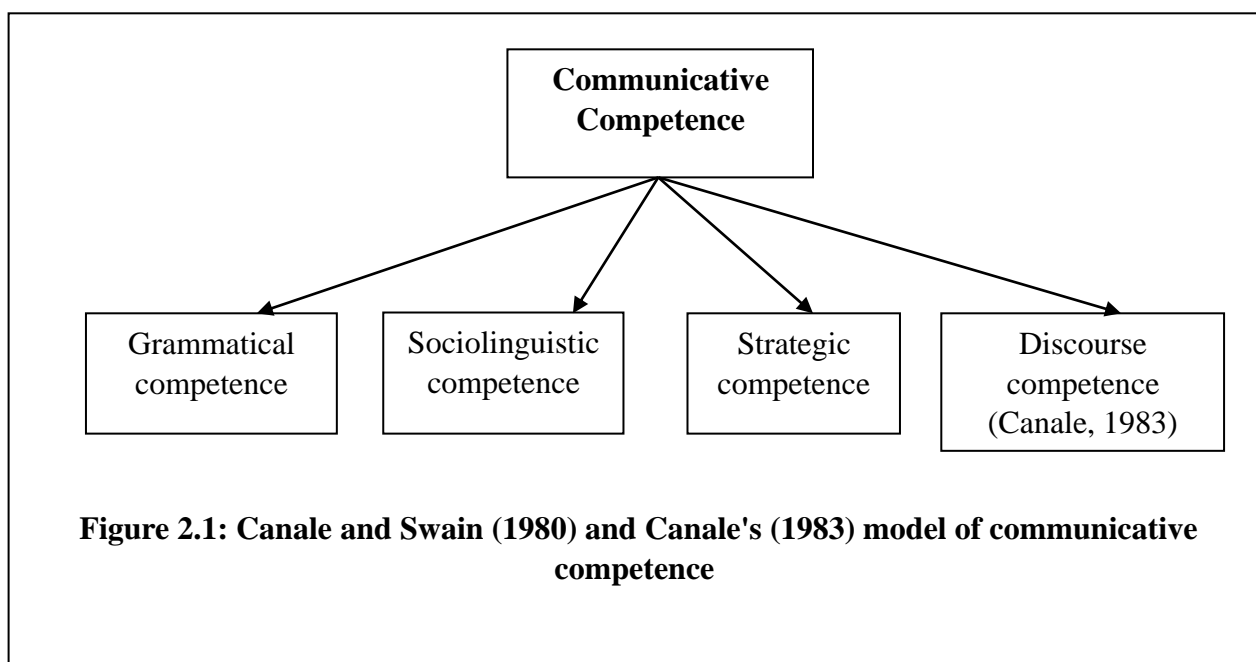 Communicative
Competence
Grammatical
competence
Sociolinguistic
competence
Strategic
competence
Discourse
competence
(Canale, 1983)
Figure 2.1: Canale and Swain (1980) and Canale's (1983) model of communicative
competence